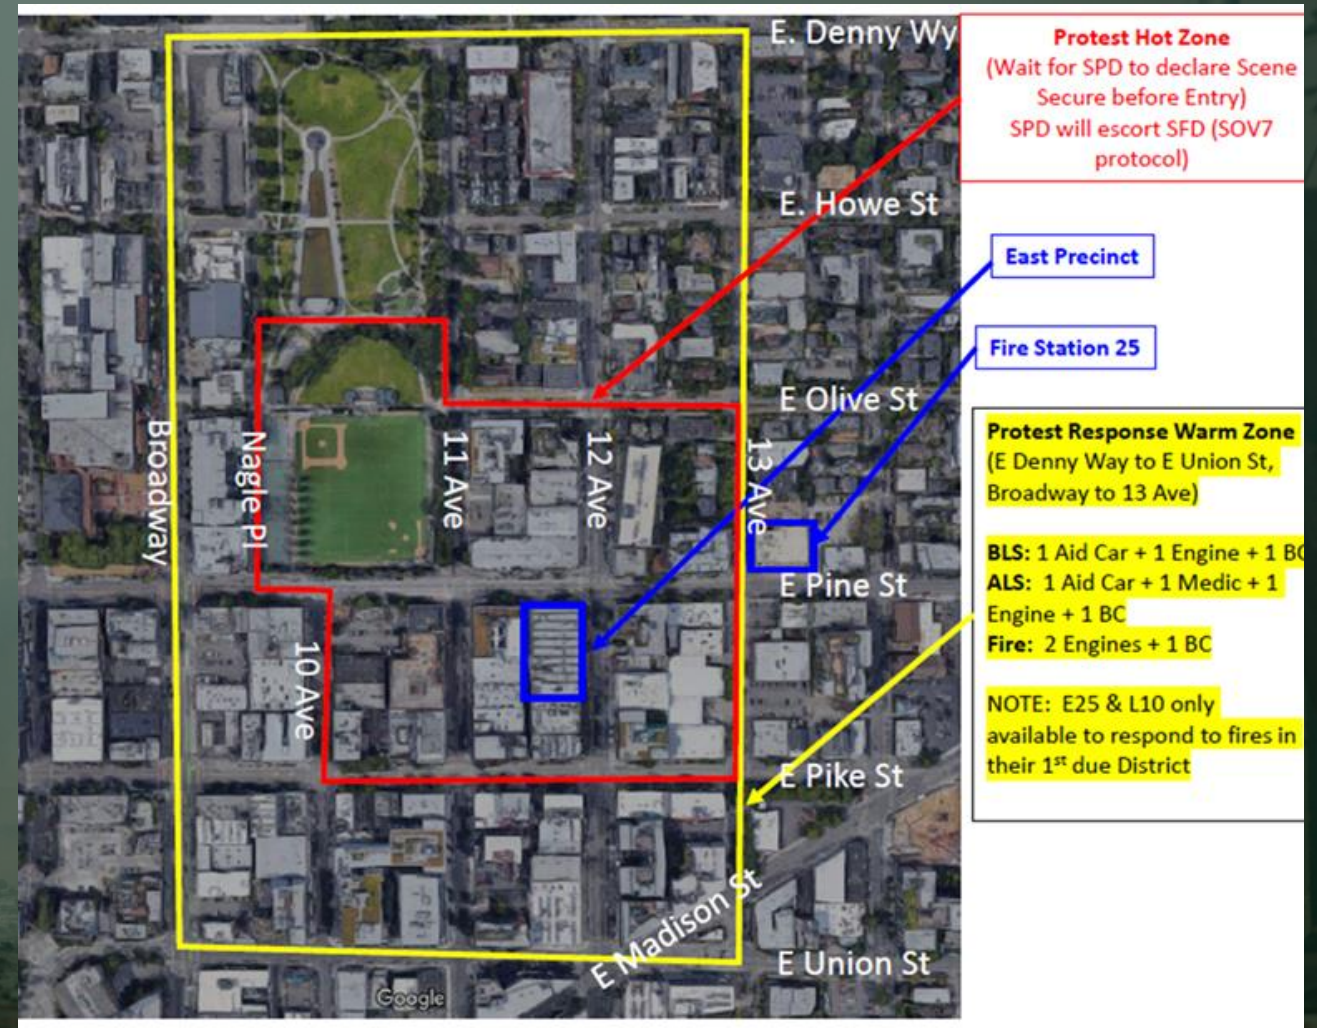 E. Denny Wy
E. Howe St
E Olive St
E Pine St
E Pike St
E Madison St
E Union St
Broadway
Nagle Pl
10 Ave
11 Ave
12 Ave
13 Ave
Google
Protest Hot Zone
(Wait for SPD to declare Scene
Secure before Entry)
SPD will escort SFD (SOV7
protocol)
East Precinct
Fire Station 25
Protest Response Warm Zone
(E Denny Way to E Union St,
Broadway to 13 Ave)
BLS: 1 Aid Car + 1 Engine + 1 BC
ALS: 1 Aid Car + 1 Medic + 1
Engine + 1 BC
Fire: 2 Engines + 1 BC
NOTE: E25 & L10 only
available to respond to fires in
their 1st due District